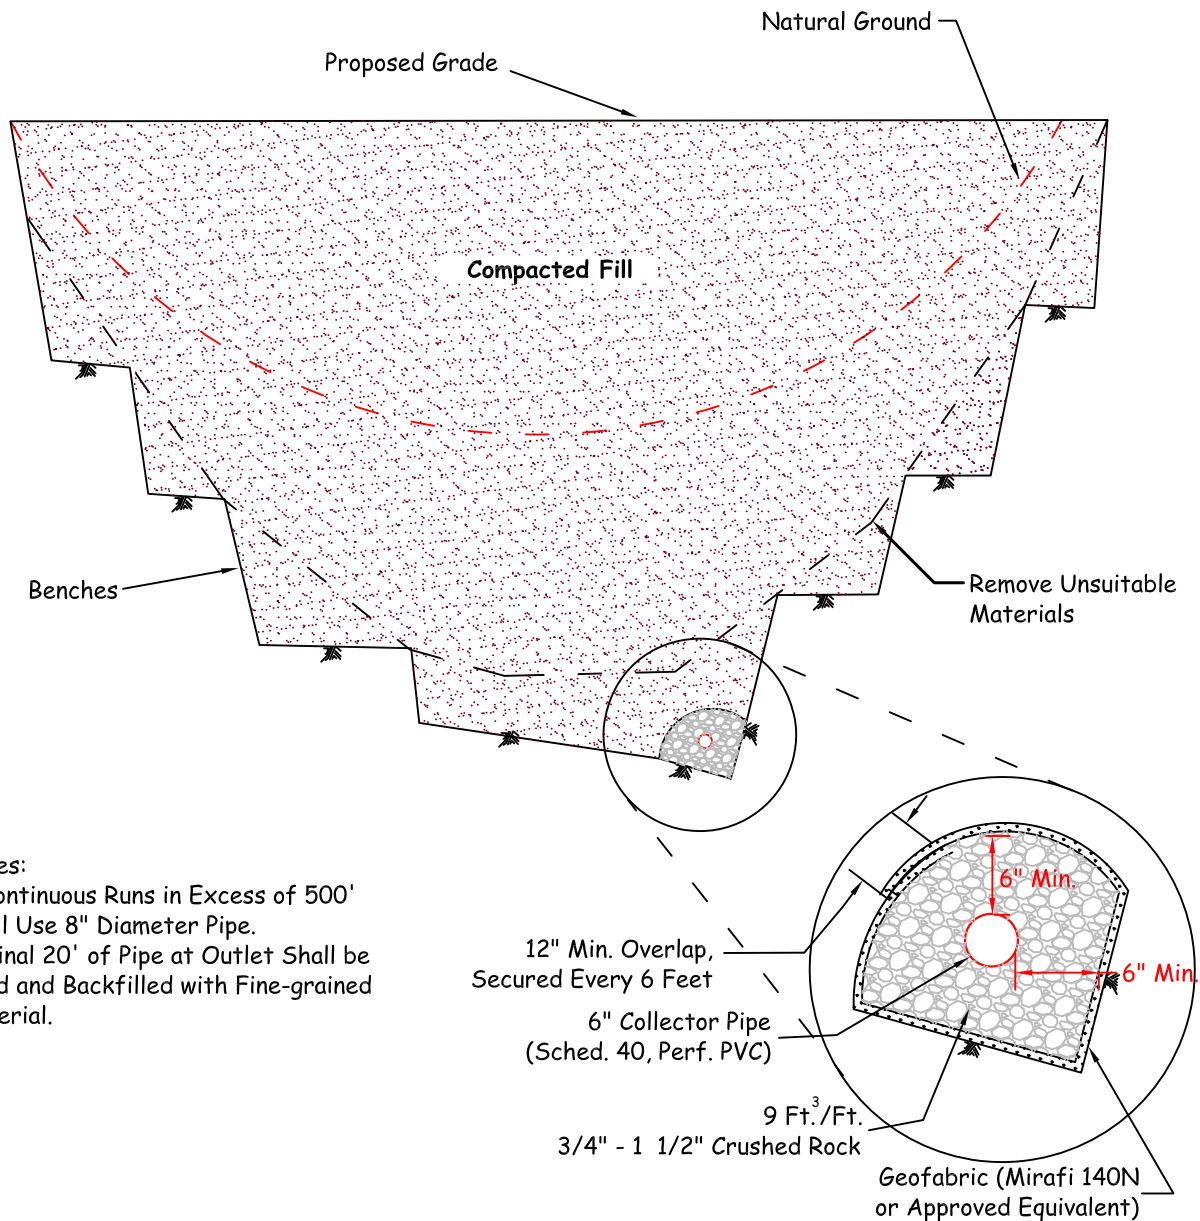 Natural Ground
Proposed Grade
Compacted Fill
Benches
Remove Unsuitable
Materials
es:
ontinuous Runs in Excess of 500'
l Use 8" Diameter Pipe.
inal 20' of Pipe at Outlet Shall be
d and Backfilled with Fine-grained
erial.
6" Min.
6" Min.
12" Min. Overlap,
Secured Every 6 Feet
6" Collector Pipe
(Sched. 40, Perf. PVC)
9 Ft.³/Ft.
3/4" - 1 1/2" Crushed Rock
Geofabric (Mirafi 140N
or Approved Equivalent)